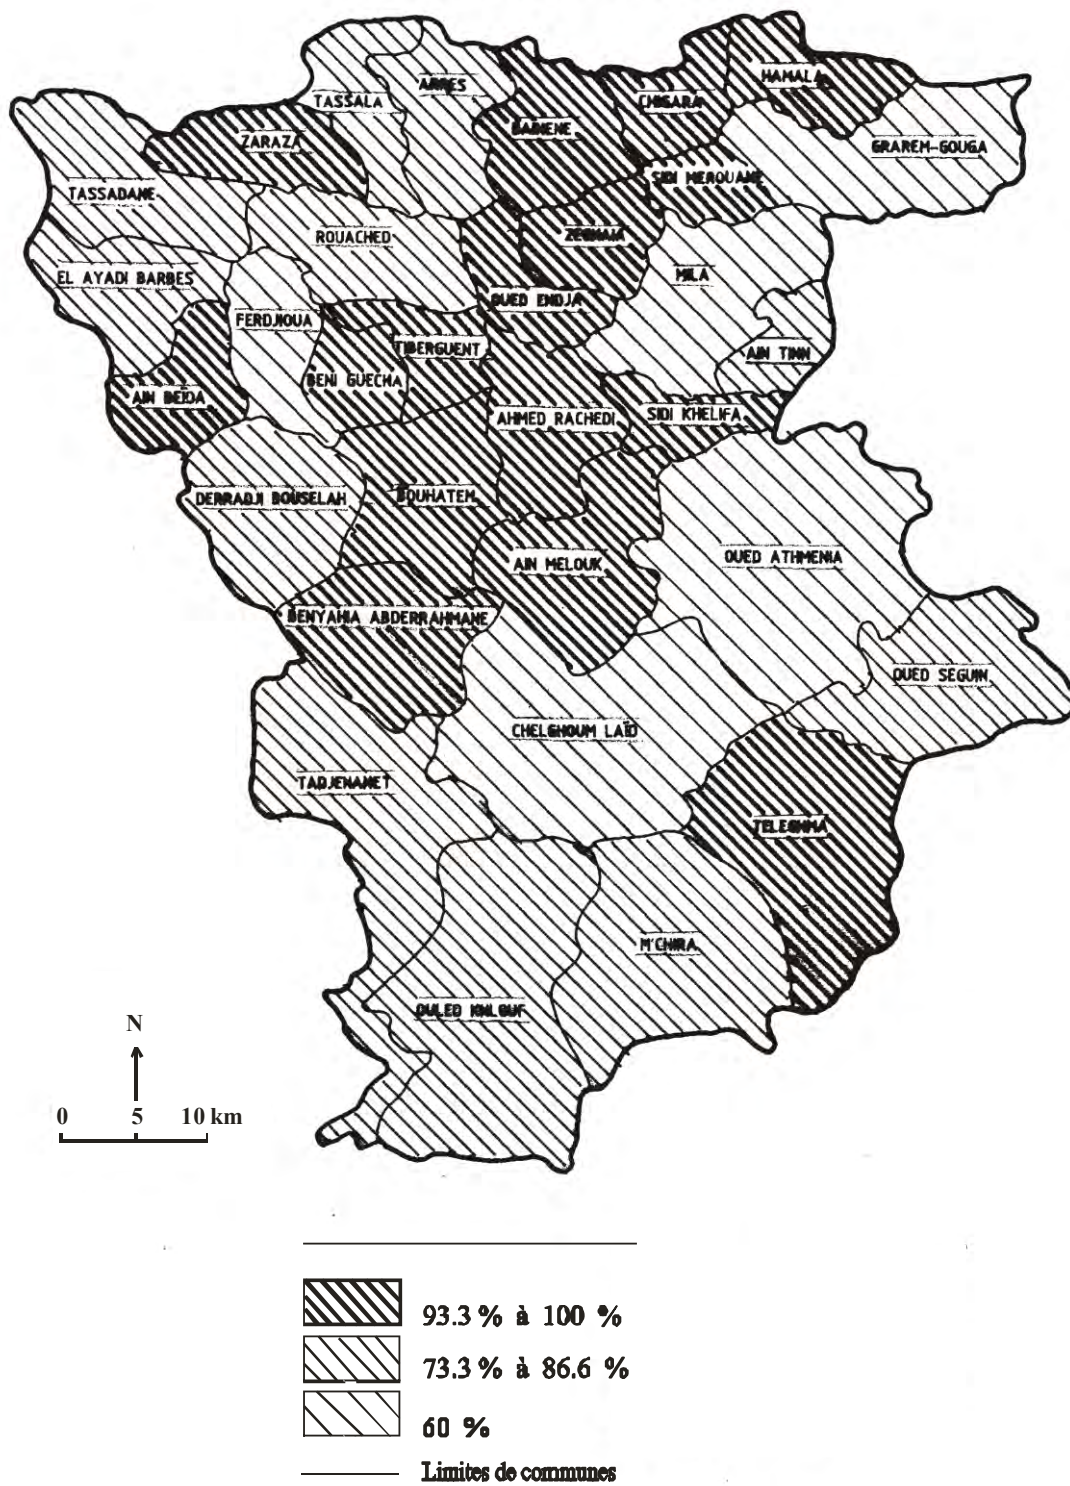 HAMALA
ARRES
TASSALA
CHIGARA
BAINENE
ZARAZA
GRAREM-GOUGA
SIDI MEROUANE
TASSADANE
ROUACHED
ZEGHAIA
EL AYADI BARBES
MILA
OUED ENDJA
FERDJIOUA
TIBERGUENT
AIN TINN
BENI GUECHA
AIN BEÏDA
AHMED RACHEDI
SIDI KHELIFA
DERRADJI BOUSELAH
BOUHATEM
OUED ATHMENIA
AIN MELOUK
BENYAHIA ABDERRAHMANE
OUED SEGUIN
CHELGHOUM LAÏD
TADJENANET
TELEGHMA
M'CHIRA
OULED KHLOUF
N
0 5 10 km
93.3 % à 100 %
73.3 % à 86.6 %
60 %
Limites de communes